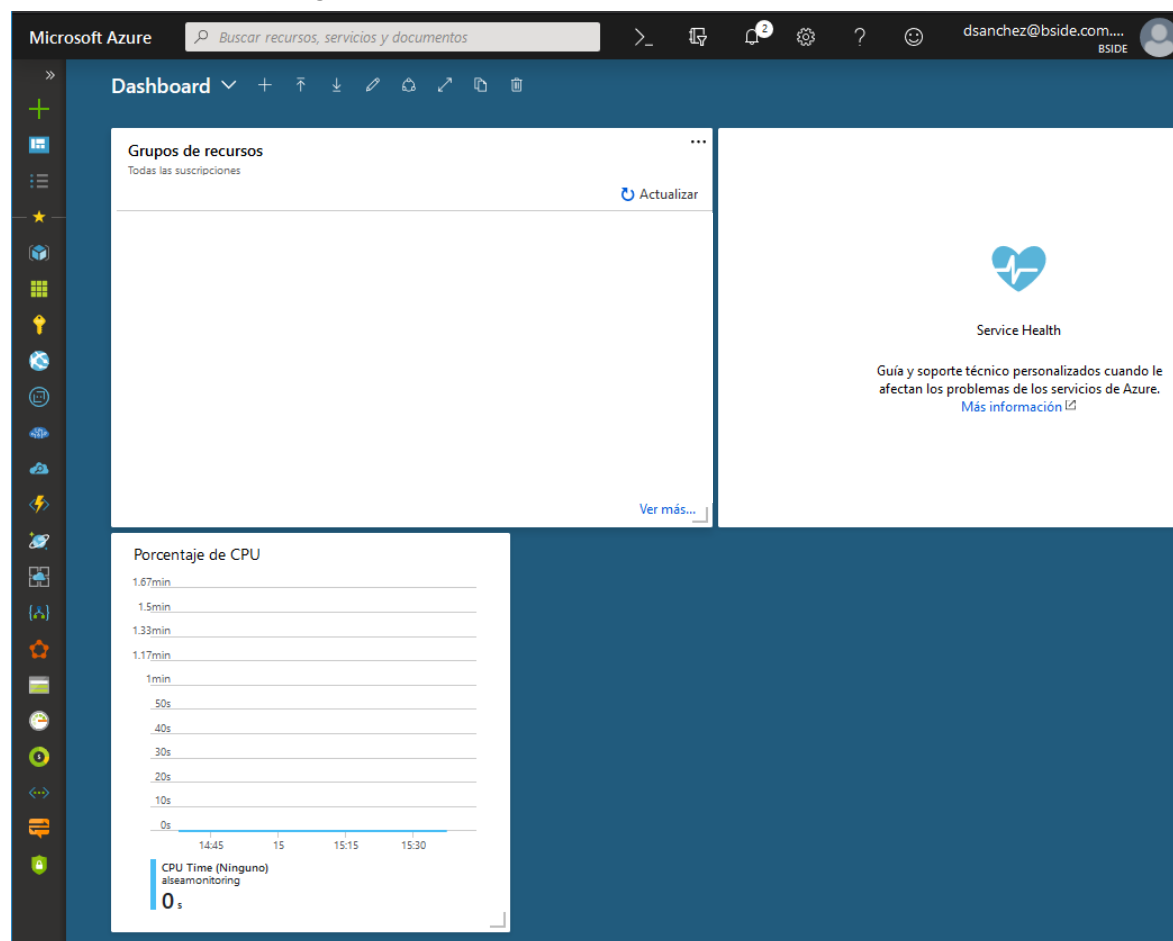 Microsoft Azure
Buscar recursos, servicios y documentos
2
dsanchez@bside.com....
BSIDE
Dashboard
Grupos de recursos
Todas las suscripciones
Actualizar
Ver más...
Service Health
Guía y soporte técnico personalizados cuando le
afectan los problemas de los servicios de Azure.
Más información
Porcentaje de CPU
1.67min
1.5min
1.33min
1.17min
1min
50s
40s
30s
20s
10s
0s
14:45 15 15:15 15:30
CPU Time (Ninguno)
alseamonitoring
0 s